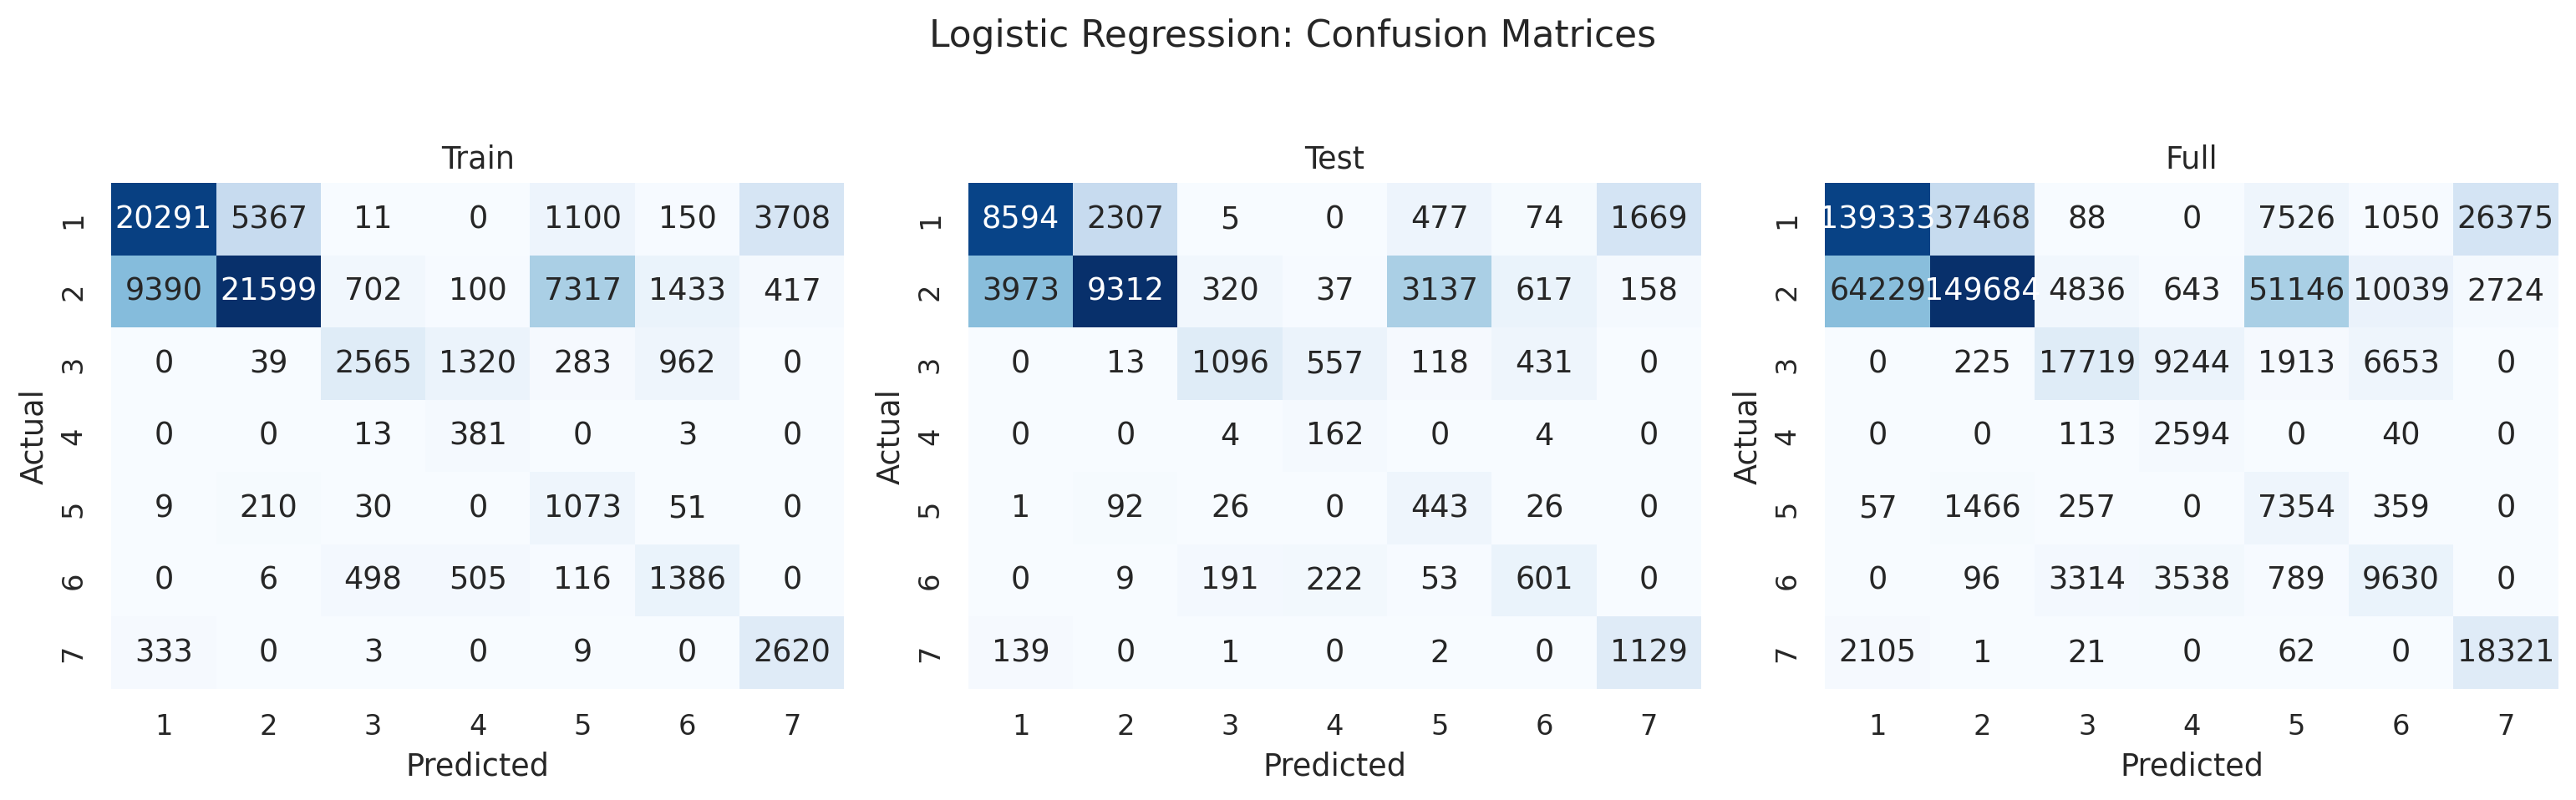 Logistic Regression: Confusion Matrices
Train
Actual
1 20291 5367 11 0 1100 150 3708
2 9390 21599 702 100 7317 1433 417
3 0 39 2565 1320 283 962 0
4 0 0 13 381 0 3 0
5 9 210 30 0 1073 51 0
6 0 6 498 505 116 1386 0
7 333 0 3 0 9 0 2620
1 2 3 4 5 6 7
Predicted
Test
Actual
1 8594 2307 5 0 477 74 1669
2 3973 9312 320 37 3137 617 158
3 0 13 1096 557 118 431 0
4 0 0 4 162 0 4 0
5 1 92 26 0 443 26 0
6 0 9 191 222 53 601 0
7 139 0 1 0 2 0 1129
1 2 3 4 5 6 7
Predicted
Full
Actual
1 139333 37468 88 0 7526 1050 26375
2 64229 149684 4836 643 51146 10039 2724
3 0 225 17719 9244 1913 6653 0
4 0 0 113 2594 0 40 0
5 57 1466 257 0 7354 359 0
6 0 96 3314 3538 789 9630 0
7 2105 1 21 0 62 0 18321
1 2 3 4 5 6 7
Predicted